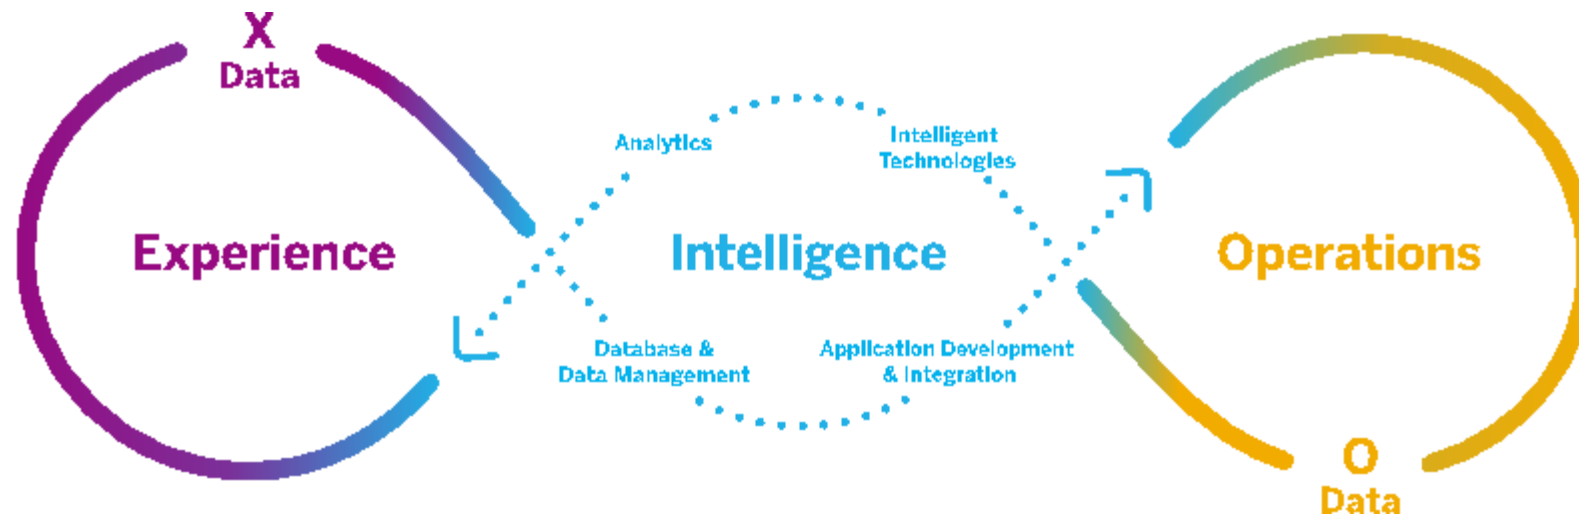 X
Data
Experience
Analytics
Intelligent
Technologies
Intelligence
Database &
Data Management
Application Development
& Integration
Operations
O
Data